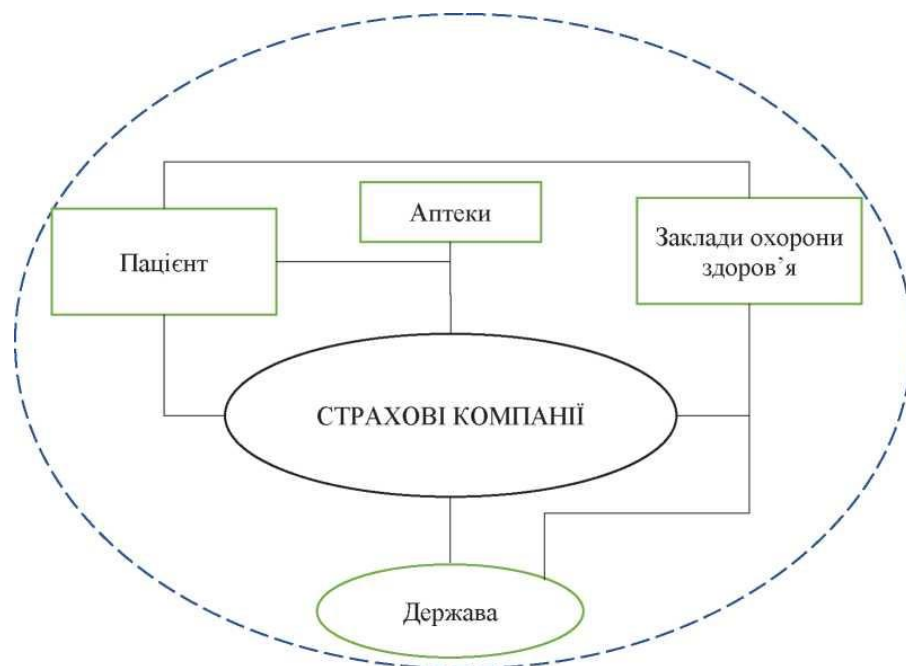 Аптеки
Пацієнт
Заклади охорони
здоров’я
СТРАХОВІ КОМПАНІЇ
Держава